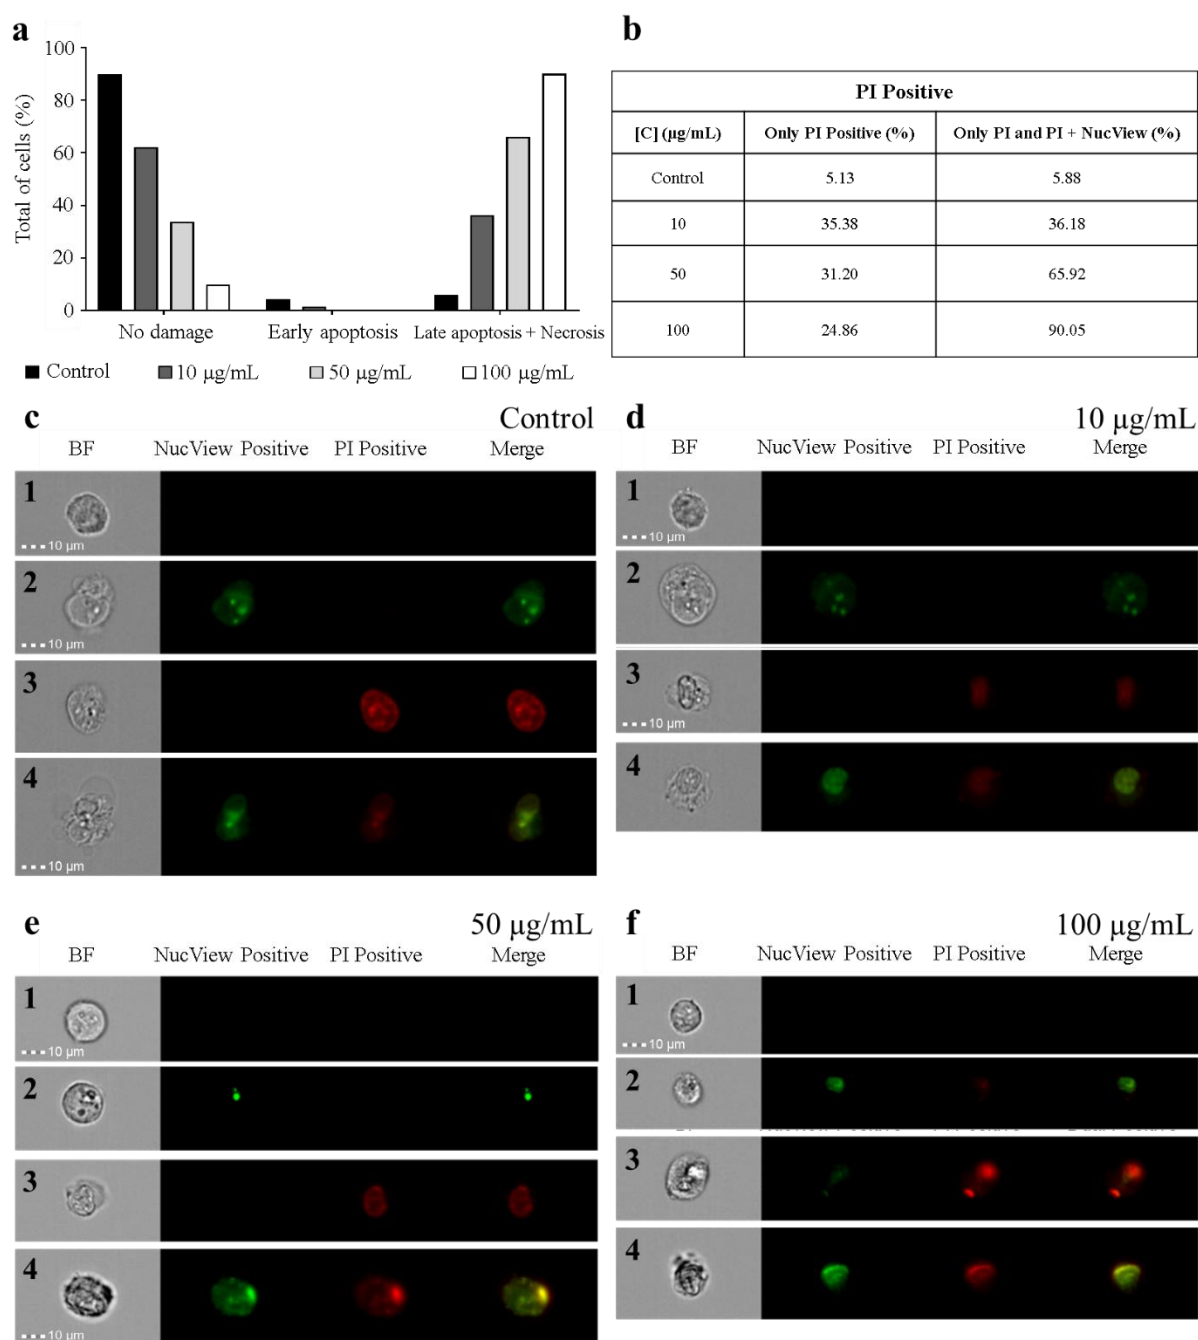 a
Total of cells (%)
100
80
60
40
20
0
No damage Early apoptosis Late apoptosis + Necrosis
Control 10 µg/mL 50 µg/mL 100 µg/mL
b
PI Positive
[C] (µg/mL) Only PI Positive (%) Only PI and PI + NucView (%)
Control 5.13 5.88
10 35.38 36.18
50 31.20 65.92
100 24.86 90.05
c Control
BF NucView Positive PI Positive Merge
1
10 µm
2
10 µm
3
10 µm
4
10 µm
d 10 µg/mL
BF NucView Positive PI Positive Merge
1
10 µm
2
3
10 µm
4
e 50 µg/mL
BF NucView Positive PI Positive Merge
1
10 µm
2
3
4
10 µm
f 100 µg/mL
BF NucView Positive PI Positive Merge
1
10 µm
2
3
4